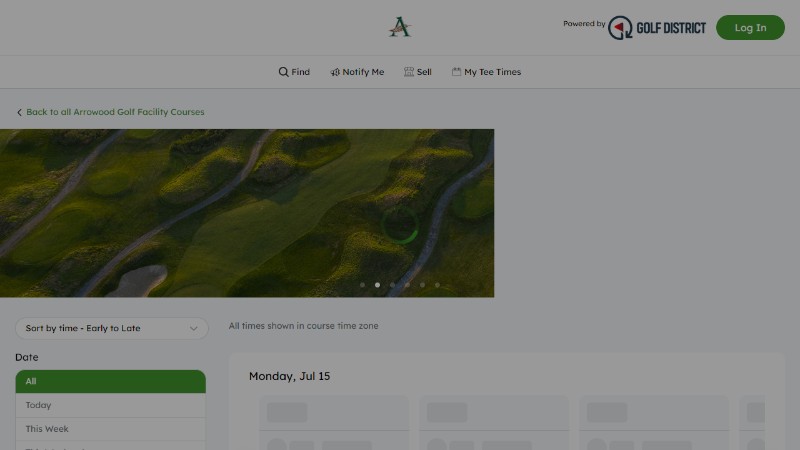 A
Powered by GOLF DISTRICT
Log In
Find
Notify Me
Sell
My Tee Times
Back to all Arrowood Golf Facility Courses
Sort by time - Early to Late
All times shown in course time zone
Date
Monday, Jul 15
All
Today
This Week